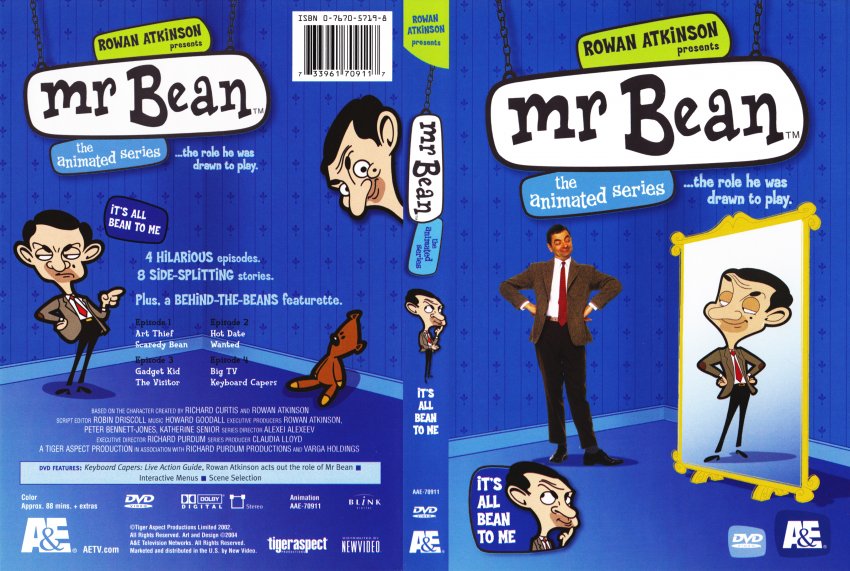 ROWAN ATKINSON
presents
mr Bean™
the
animated series
...the role he was
drawn to play.
ISBN 0-7670-5719-8
7 33961 70911 7
IT'S ALL
BEAN TO ME
4 HILARIOUS episodes.
8 SIDE-SPLITTING stories.
Plus, a BEHIND-THE-BEANS featurette.
Episode 1
Art Thief
Scaredy Bean
Episode 2
Hot Date
Wanted
Episode 3
Gadget Kid
The Visitor
Episode 4
Big TV
Keyboard Capers
BASED ON THE CHARACTER CREATED BY RICHARD CURTIS AND ROWAN ATKINSON
SCRIPT EDITOR ROBIN DRISCOLL MUSIC HOWARD GOODALL EXECUTIVE PRODUCERS ROWAN ATKINSON,
PETER BENNETT-JONES, KATHERINE SENIOR SERIES DIRECTOR ALEXEI ALEXEEV
EXECUTIVE DIRECTOR RICHARD PURDUM SERIES PRODUCER CLAUDIA LLOYD
A TIGER ASPECT PRODUCTION IN ASSOCIATION WITH RICHARD PURDUM PRODUCTIONS AND VARGA HOLDINGS
DVD FEATURES: Keyboard Capers: Live Action Guide, Rowan Atkinson acts out the role of Mr Bean ■
Interactive Menus ■ Scene Selection
Color
Approx. 88 mins. + extras
DVD
VIDEO
DOLBY
DIGITAL
Stereo
Animation
AAE-70911
BLINK
DIGITAL
A&E®
AETV.com
©Tiger Aspect Productions Limited 2002.
All Rights Reserved. Art and Design ©2004
A&E Television Networks. All Rights Reserved.
Marketed and distributed in the U.S. by New Video.
tigeraspect
PRODUCTIONS
DISTRIBUTED BY
NEWVIDEO
ROWAN
ATKINSON
presents
mr Bean™
the
animated series
IT'S
ALL
BEAN
TO ME
AAE-70911
DVD
VIDEO
A&E
ROWAN ATKINSON
presents
mr Bean™
the
animated series
...the role he was
drawn to play.
IT'S
ALL
BEAN
TO ME
DVD
VIDEO
A&E